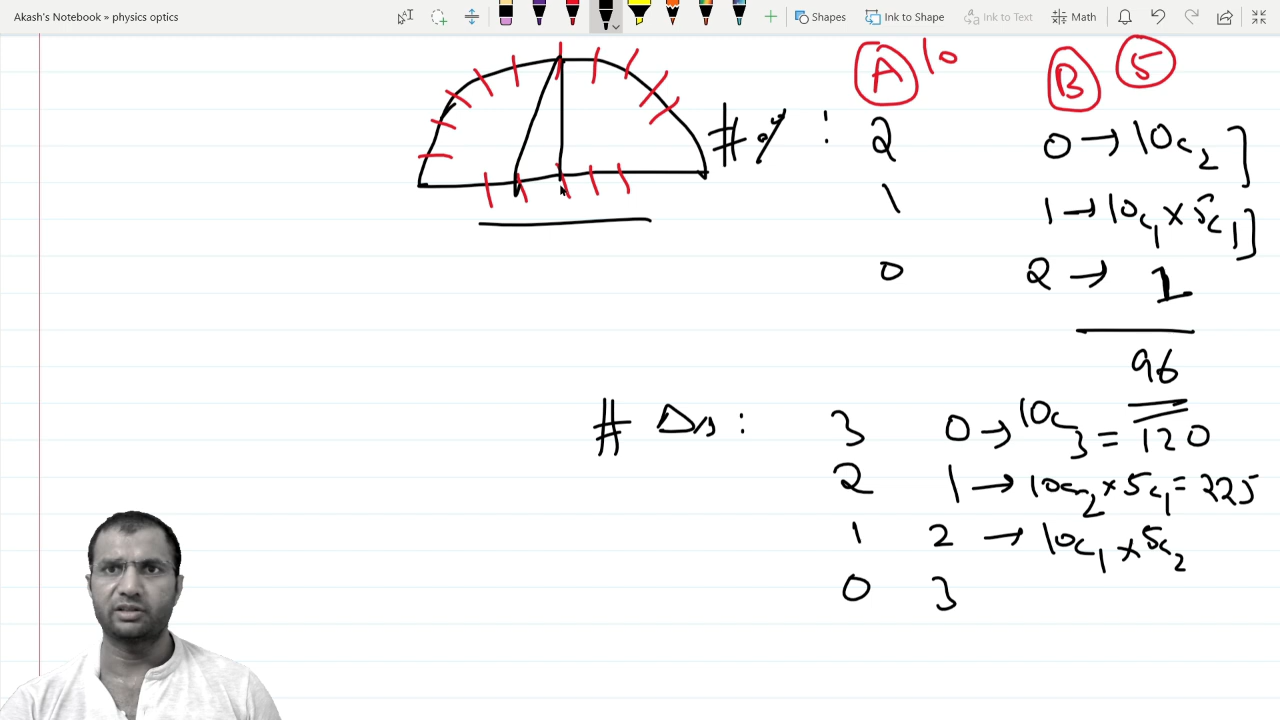 Akash's Notebook » physics optics
Shapes
Ink to Shape
Ink to Text
Math
A 10 B 5
# : 2 0 → 10c2 ]
1 1 → 10c1 × 5c1 ]
0 2 → 1
96
# Δs : 3 0 → 10c3 = 120
2 1 → 10c2 × 5c1 = 225
1 2 → 10c1 × 5c2
0 3